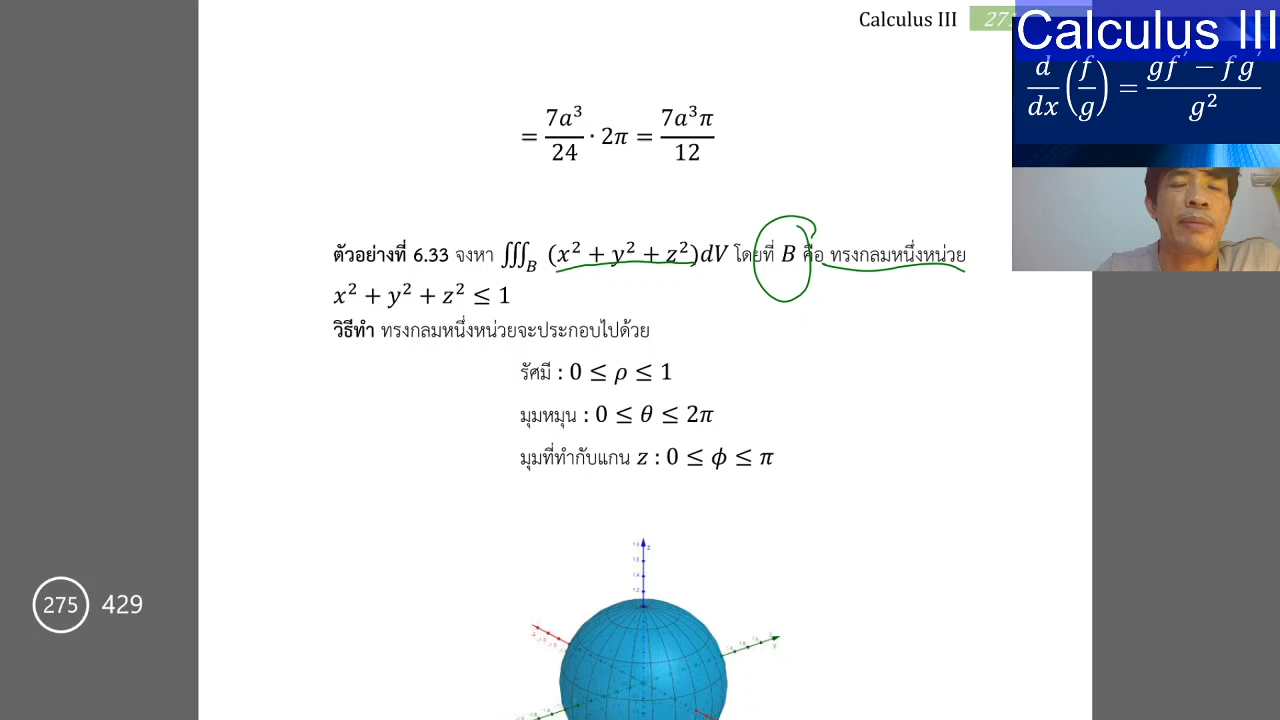 Calculus III 27
Calculus III
d/dx (f/g) = (gf′ − fg′)/g²
= 7a³/24 · 2π = 7a³π/12
ตัวอย่างที่ 6.33 จงหา ∭_B (x² + y² + z²)dV โดยที่ B คือ ทรงกลมหนึ่งหน่วย
x² + y² + z² ≤ 1
วิธีทำ ทรงกลมหนึ่งหน่วยจะประกอบไปด้วย
รัศมี : 0 ≤ ρ ≤ 1
มุมหมุน : 0 ≤ θ ≤ 2π
มุมที่ทำกับแกน z : 0 ≤ ϕ ≤ π
275 429
z
y